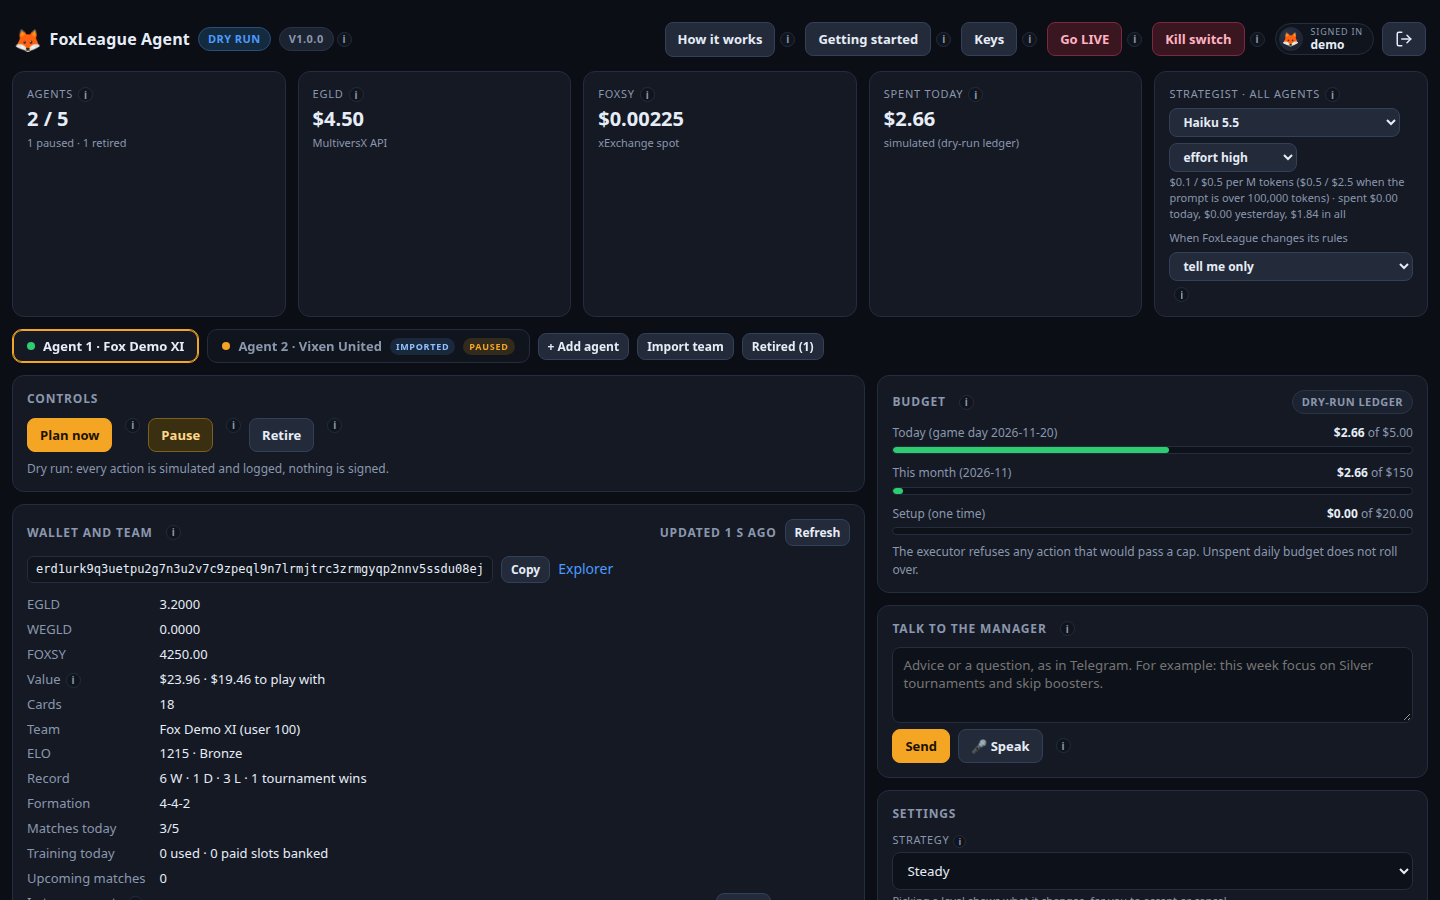 FoxLeague Agent DRY RUN V1.0.0 i
How it works i Getting started i Keys i Go LIVE i Kill switch i SIGNED IN demo
AGENTS i
2 / 5
1 paused · 1 retired
EGLD i
$4.50
MultiversX API
FOXSY i
$0.00225
xExchange spot
SPENT TODAY i
$2.66
simulated (dry-run ledger)
STRATEGIST · ALL AGENTS i
Haiku 5.5
effort high
$0.1 / $0.5 per M tokens ($0.5 / $2.5 when the
prompt is over 100,000 tokens) · spent $0.00
today, $0.00 yesterday, $1.84 in all
When FoxLeague changes its rules
tell me only
i
Agent 1 · Fox Demo XI
Agent 2 · Vixen United IMPORTED PAUSED
+ Add agent
Import team
Retired (1)
CONTROLS
Plan now i Pause i Retire i
Dry run: every action is simulated and logged, nothing is signed.
WALLET AND TEAM i
UPDATED 1 S AGO Refresh
erd1urk9q3uetpu2g7n3u2v7c9zpeql9n7lrmjtrc3zrmgyqp2nnv5ssdu08ej Copy Explorer
EGLD 3.2000
WEGLD 0.0000
FOXSY 4250.00
Value i $23.96 · $19.46 to play with
Cards 18
Team Fox Demo XI (user 100)
ELO 1215 · Bronze
Record 6 W · 1 D · 3 L · 1 tournament wins
Formation 4-4-2
Matches today 3/5
Training today 0 used · 0 paid slots banked
Upcoming matches 0
BUDGET i DRY-RUN LEDGER
Today (game day 2026-11-20) $2.66 of $5.00
This month (2026-11) $2.66 of $150
Setup (one time) $0.00 of $20.00
The executor refuses any action that would pass a cap. Unspent daily budget does not roll
over.
TALK TO THE MANAGER i
Advice or a question, as in Telegram. For example: this week focus on Silver
tournaments and skip boosters.
Send Speak i
SETTINGS
STRATEGY i
Steady